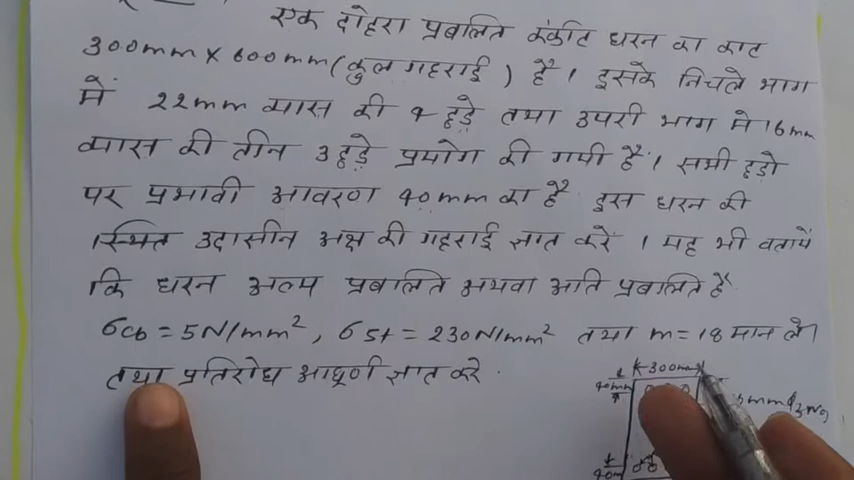 एक दोहरा प्रबलित कंक्रीट धरन का काट
300mm × 600mm (कुल गहराई) है। इसके निचले भाग
में 22mm व्यास की 4 छड़े तथा उपरी भाग मे 16mm
व्यास की तीन 3 छड़े प्रयोग की गयी है। सभी छड़ो
पर प्रभावी आवरण 40mm का है इस धरन की
स्थित उदासीन अक्ष की गहराई ज्ञात करे । यह भी बतायें
कि धरन अल्प प्रबलित अथवा अति प्रबलित है
σcb = 5N/mm², σst = 230N/mm² तथा m = 18 मान ले।
तथा प्रतिरोध आघूर्ण ज्ञात करे .
300mm
40mm